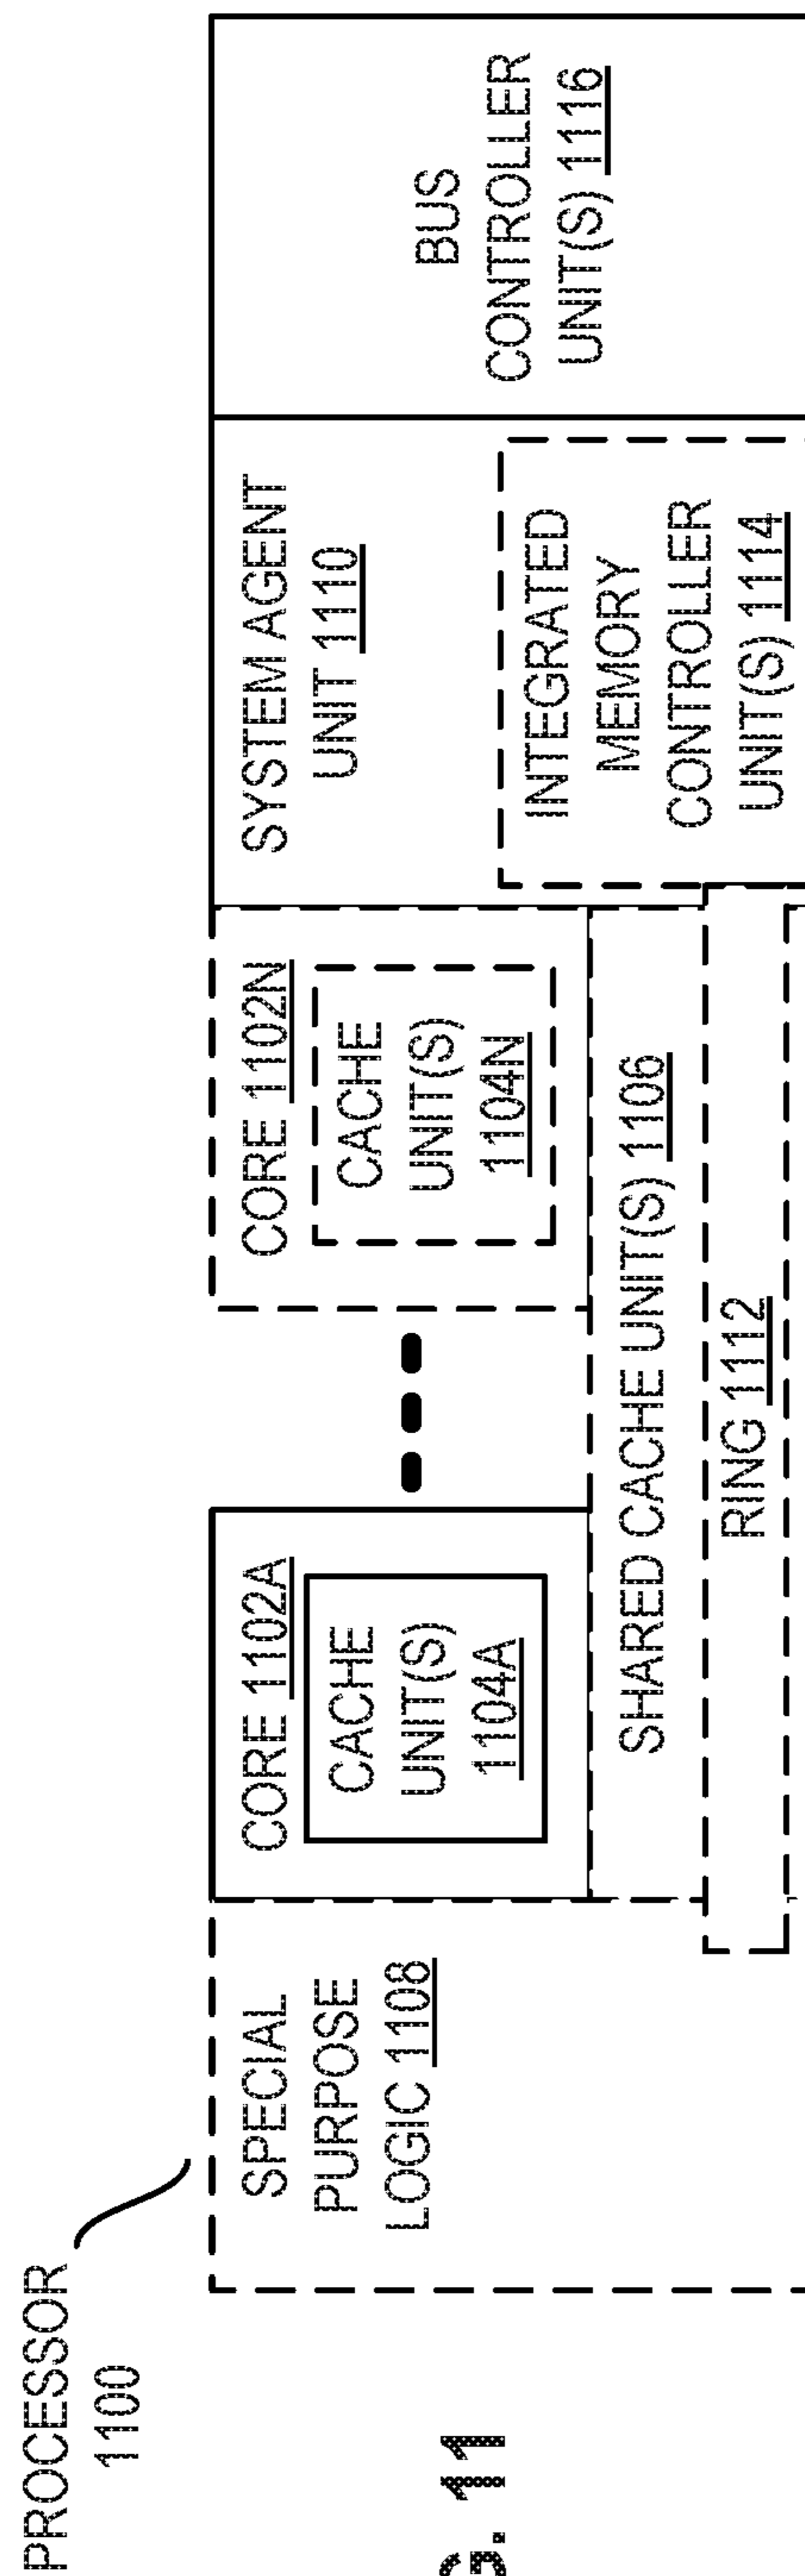 PROCESSOR
1100
SPECIAL
PURPOSE
LOGIC 1108
CORE 1102A
CACHE
UNIT(S)
1104A
CORE 1102N
CACHE
UNIT(S)
1104N
SHARED CACHE UNIT(S) 1106
RING 1112
SYSTEM AGENT
UNIT 1110
INTEGRATED
MEMORY
CONTROLLER
UNIT(S) 1114
BUS
CONTROLLER
UNIT(S) 1116
G. 11